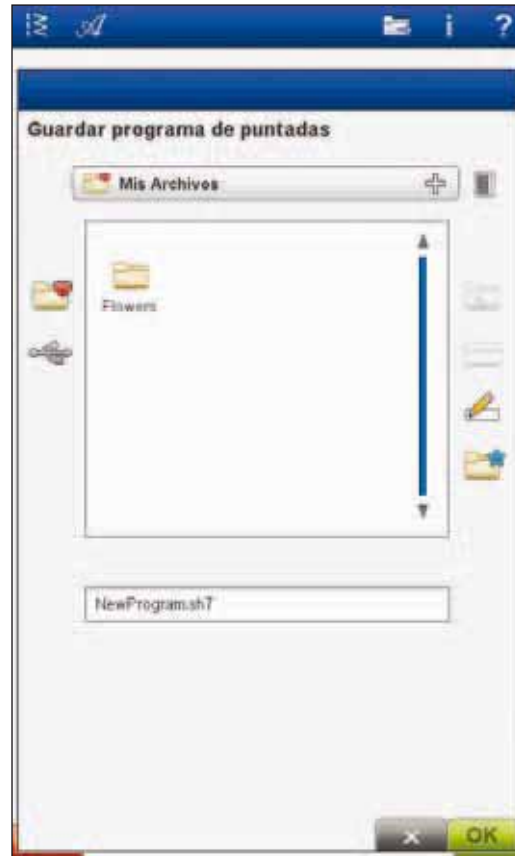 A
i
?
Guardar programa de puntadas
Mis Archivos
Flowers
NewProgram.sh7
OK